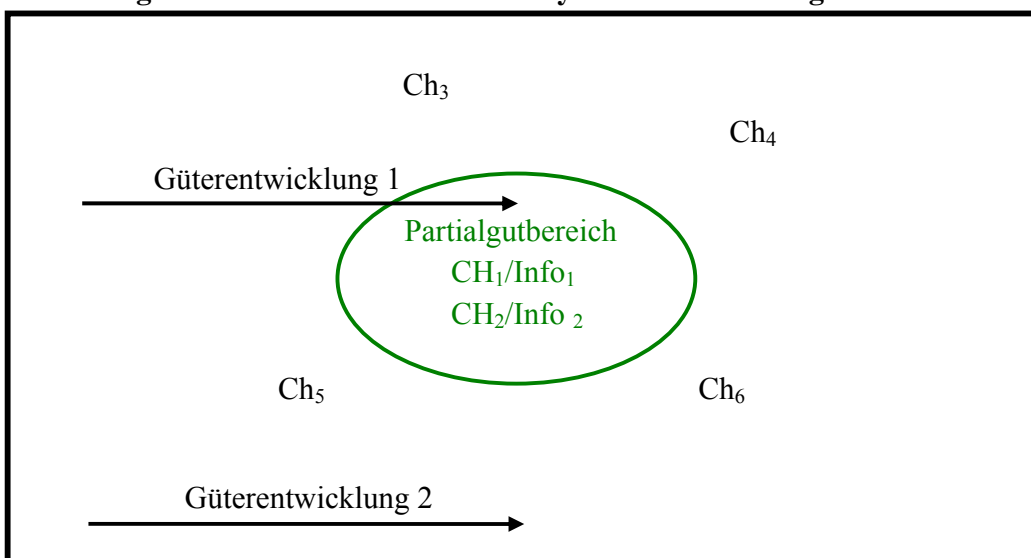 Ch₃
Ch₄
Güterentwicklung 1
Partialgutbereich
CH₁/Info₁
CH₂/Info ₂
Ch₅
Ch₆
Güterentwicklung 2